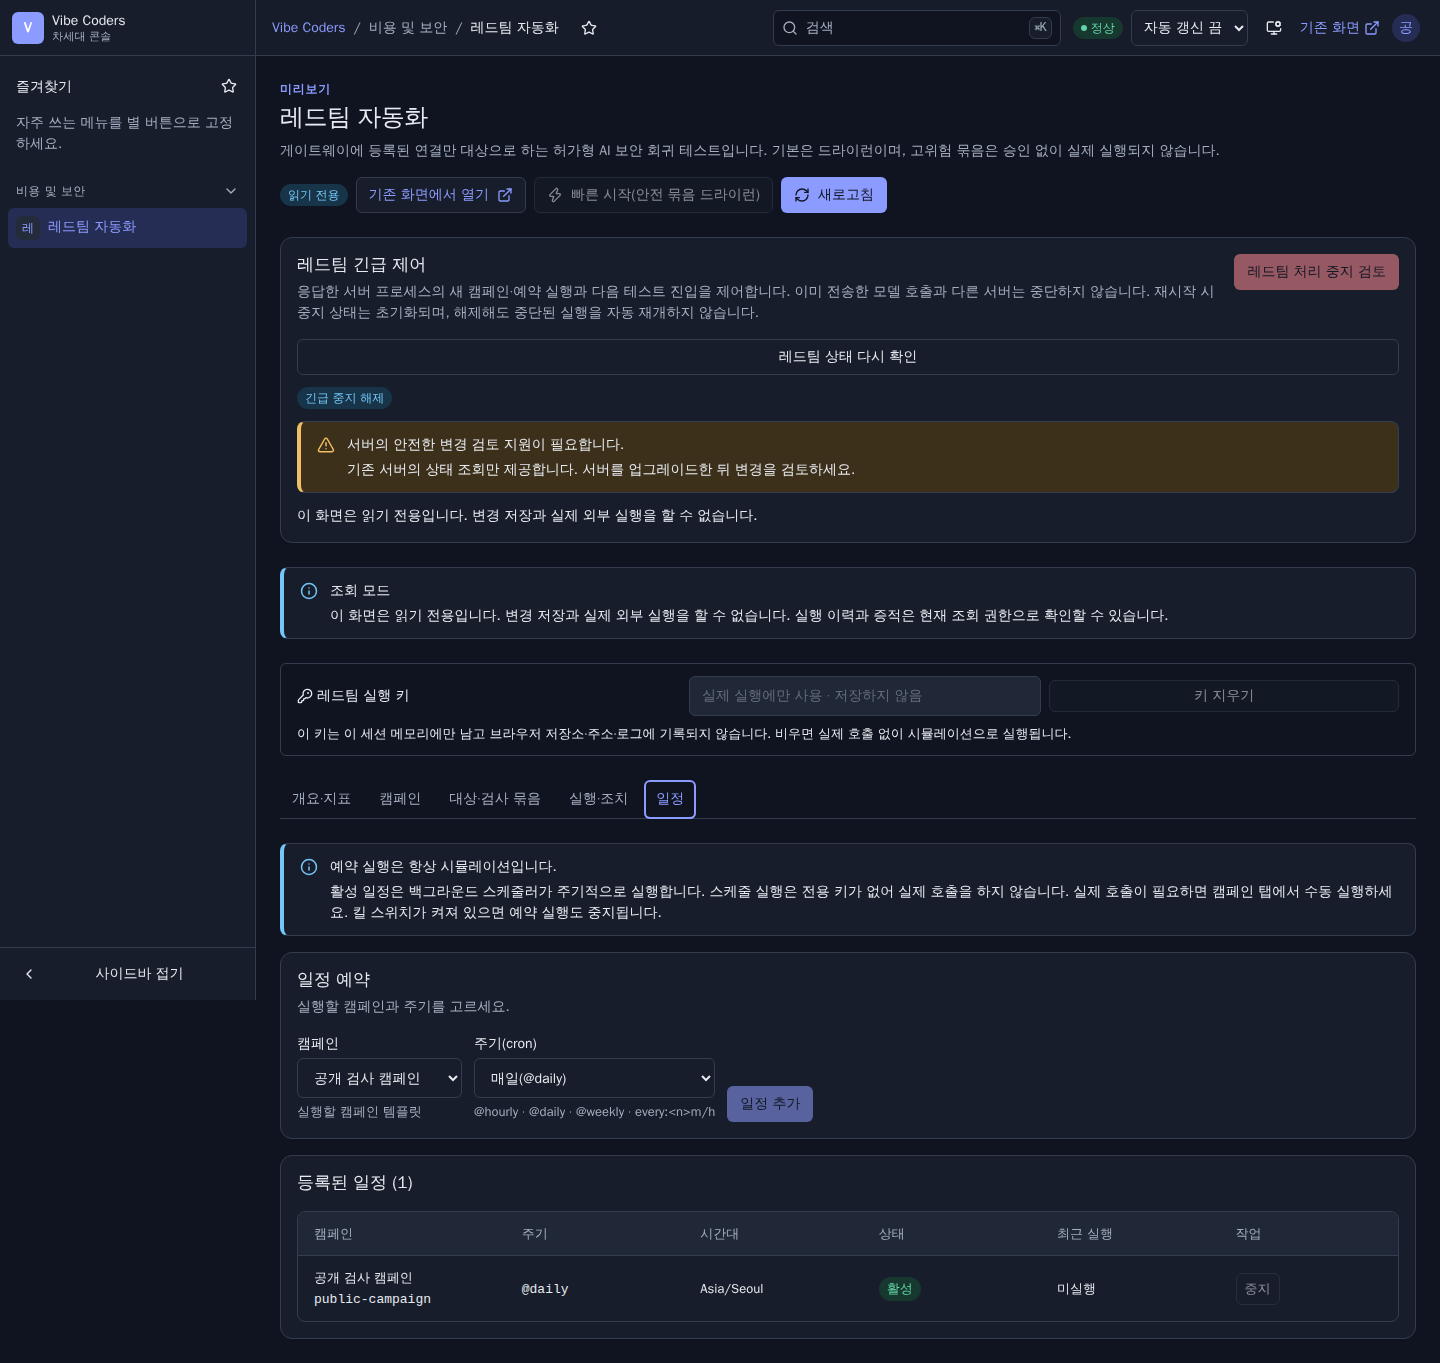 V
Vibe Coders
차세대 콘솔
Vibe Coders / 비용 및 보안 / 레드팀 자동화
검색
⌘K
정상
자동 갱신 끔
기존 화면
공
즐겨찾기
자주 쓰는 메뉴를 별 버튼으로 고정
하세요.
비용 및 보안
레
레드팀 자동화
사이드바 접기
미리보기
레드팀 자동화
게이트웨이에 등록된 연결만 대상으로 하는 허가형 AI 보안 회귀 테스트입니다. 기본은 드라이런이며, 고위험 묶음은 승인 없이 실제 실행되지 않습니다.
읽기 전용
기존 화면에서 열기
빠른 시작(안전 묶음 드라이런)
새로고침
레드팀 긴급 제어
응답한 서버 프로세스의 새 캠페인·예약 실행과 다음 테스트 진입을 제어합니다. 이미 전송한 모델 호출과 다른 서버는 중단하지 않습니다. 재시작 시
중지 상태는 초기화되며, 해제해도 중단된 실행을 자동 재개하지 않습니다.
레드팀 처리 중지 검토
레드팀 상태 다시 확인
긴급 중지 해제
서버의 안전한 변경 검토 지원이 필요합니다.
기존 서버의 상태 조회만 제공합니다. 서버를 업그레이드한 뒤 변경을 검토하세요.
이 화면은 읽기 전용입니다. 변경 저장과 실제 외부 실행을 할 수 없습니다.
조회 모드
이 화면은 읽기 전용입니다. 변경 저장과 실제 외부 실행을 할 수 없습니다. 실행 이력과 증적은 현재 조회 권한으로 확인할 수 있습니다.
레드팀 실행 키
실제 실행에만 사용 · 저장하지 않음
키 지우기
이 키는 이 세션 메모리에만 남고 브라우저 저장소·주소·로그에 기록되지 않습니다. 비우면 실제 호출 없이 시뮬레이션으로 실행됩니다.
개요·지표
캠페인
대상·검사 묶음
실행·조치
일정
예약 실행은 항상 시뮬레이션입니다.
활성 일정은 백그라운드 스케줄러가 주기적으로 실행합니다. 스케줄 실행은 전용 키가 없어 실제 호출을 하지 않습니다. 실제 호출이 필요하면 캠페인 탭에서 수동 실행하세
요. 킬 스위치가 켜져 있으면 예약 실행도 중지됩니다.
일정 예약
실행할 캠페인과 주기를 고르세요.
캠페인
공개 검사 캠페인
실행할 캠페인 템플릿
주기(cron)
매일(@daily)
@hourly · @daily · @weekly · every:<n>m/h
일정 추가
등록된 일정 (1)
캠페인
주기
시간대
상태
최근 실행
작업
공개 검사 캠페인
public-campaign
@daily
Asia/Seoul
활성
미실행
중지